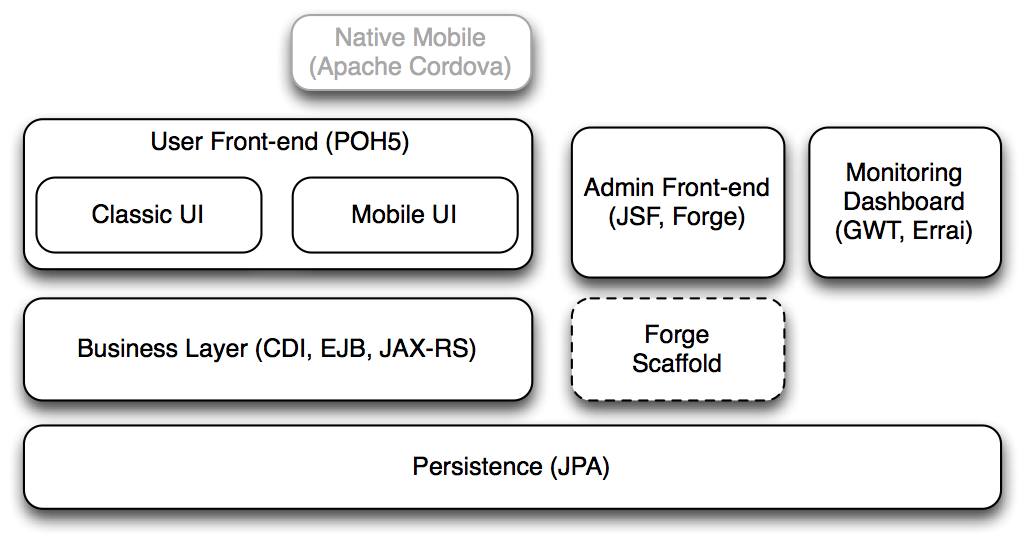 Native Mobile
(Apache Cordova)
User Front-end (POH5)
Classic UI
Mobile UI
Admin Front-end
(JSF, Forge)
Monitoring
Dashboard
(GWT, Errai)
Business Layer (CDI, EJB, JAX-RS)
Forge
Scaffold
Persistence (JPA)